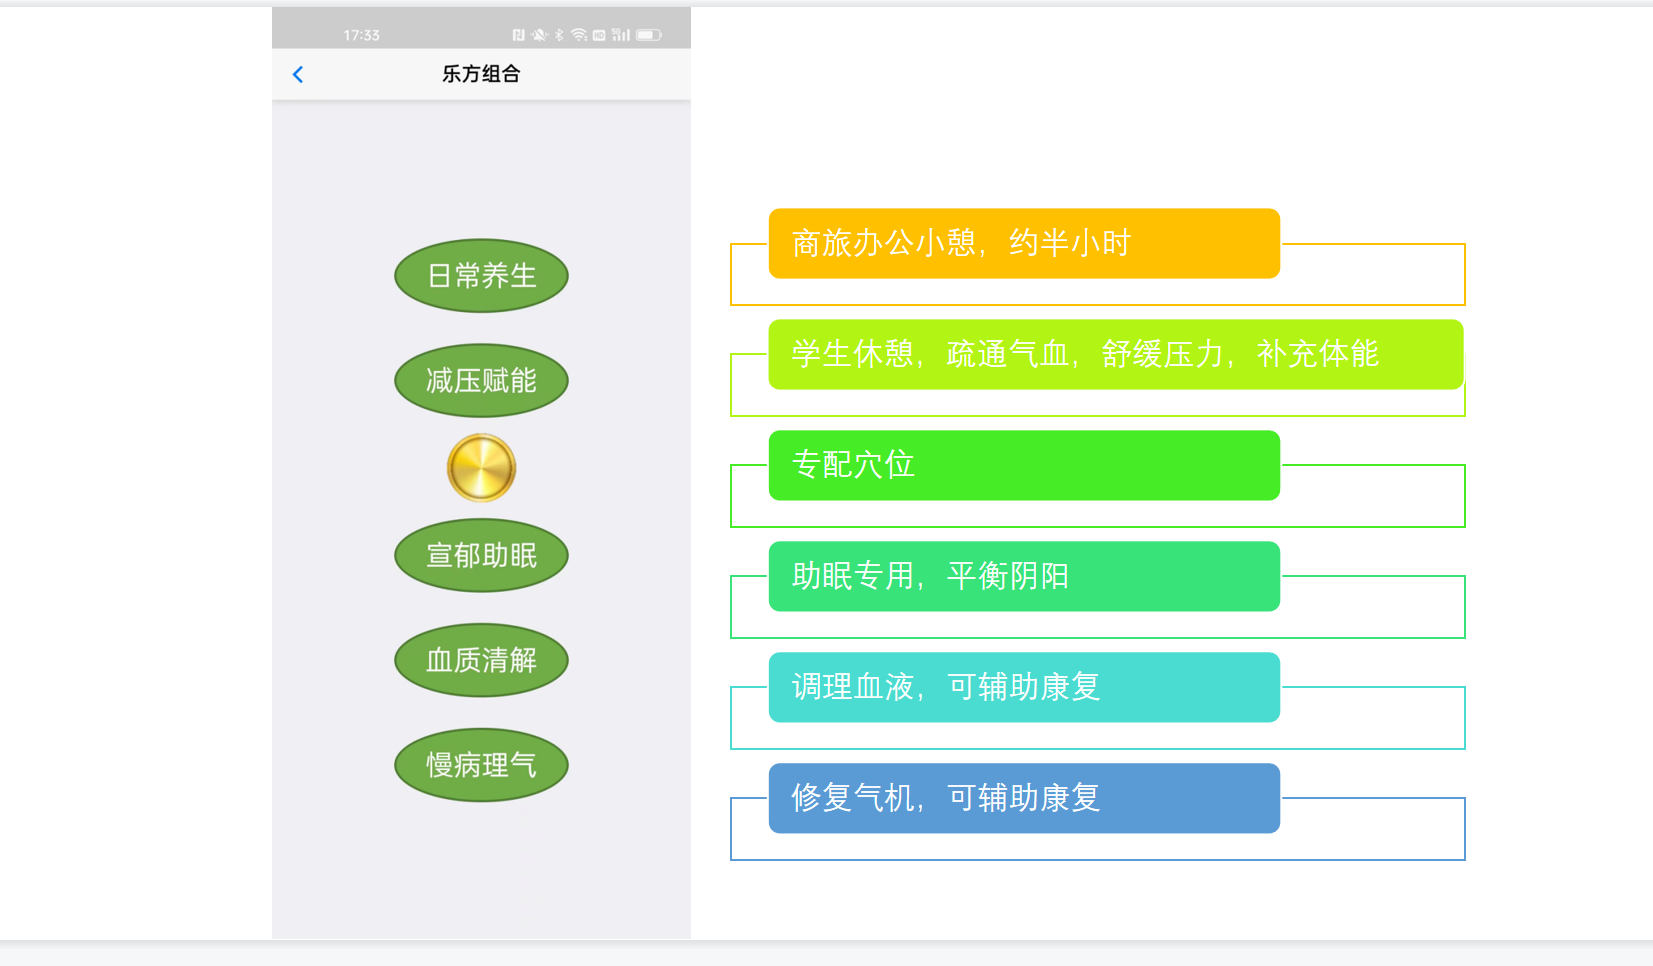 17:33
乐方组合
日常养生
减压赋能
宣郁助眠
血质清解
慢病理气
商旅办公小憩，约半小时
学生休憩，疏通气血，舒缓压力，补充体能
专配穴位
助眠专用，平衡阴阳
调理血液，可辅助康复
修复气机，可辅助康复